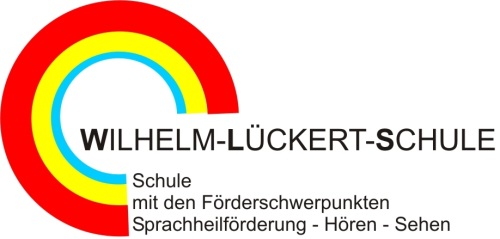 WILHELM-LÜCKERT-SCHULE
Schule
mit den Förderschwerpunkten
Sprachheilförderung - Hören - Sehen